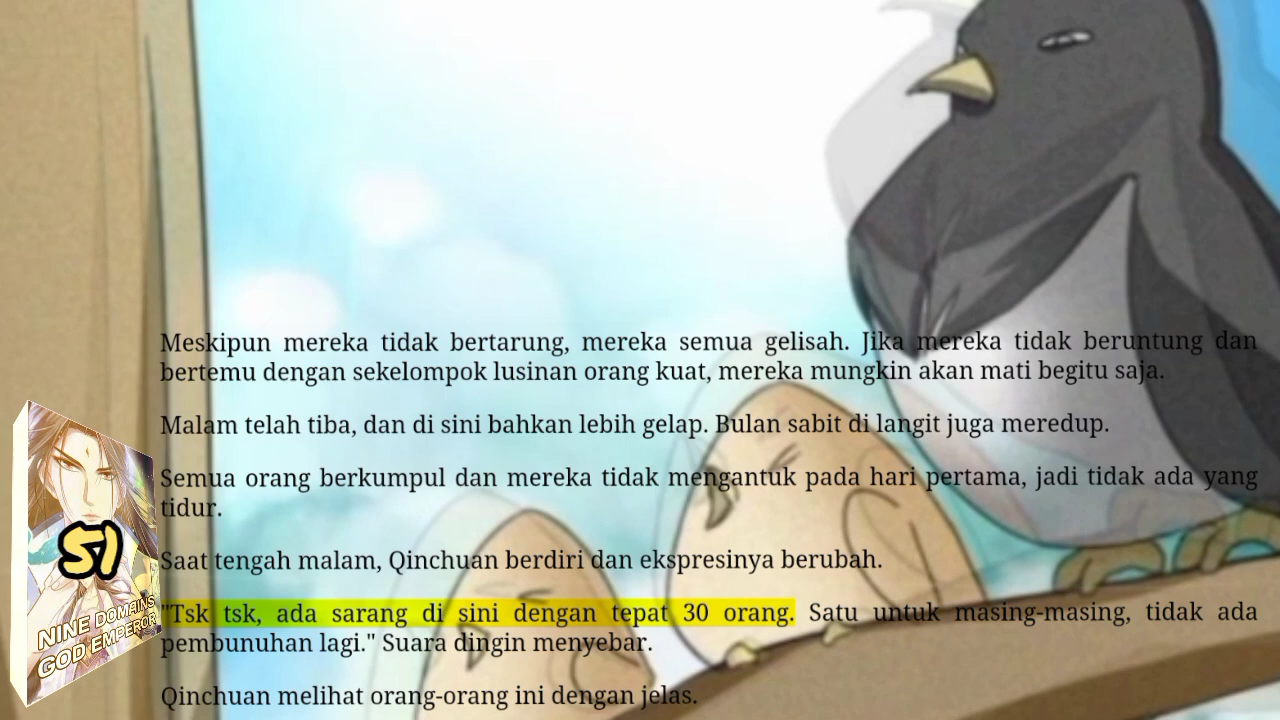 Meskipun mereka tidak bertarung, mereka semua gelisah. Jika mereka tidak beruntung dan
bertemu dengan sekelompok lusinan orang kuat, mereka mungkin akan mati begitu saja.
Malam telah tiba, dan di sini bahkan lebih gelap. Bulan sabit di langit juga meredup.
Semua orang berkumpul dan mereka tidak mengantuk pada hari pertama, jadi tidak ada yang
tidur.
Saat tengah malam, Qinchuan berdiri dan ekspresinya berubah.
"Tsk tsk, ada sarang di sini dengan tepat 30 orang. Satu untuk masing-masing, tidak ada
pembunuhan lagi." Suara dingin menyebar.
Qinchuan melihat orang-orang ini dengan jelas.
51
NINE DOMAINS
GOD EMPEROR